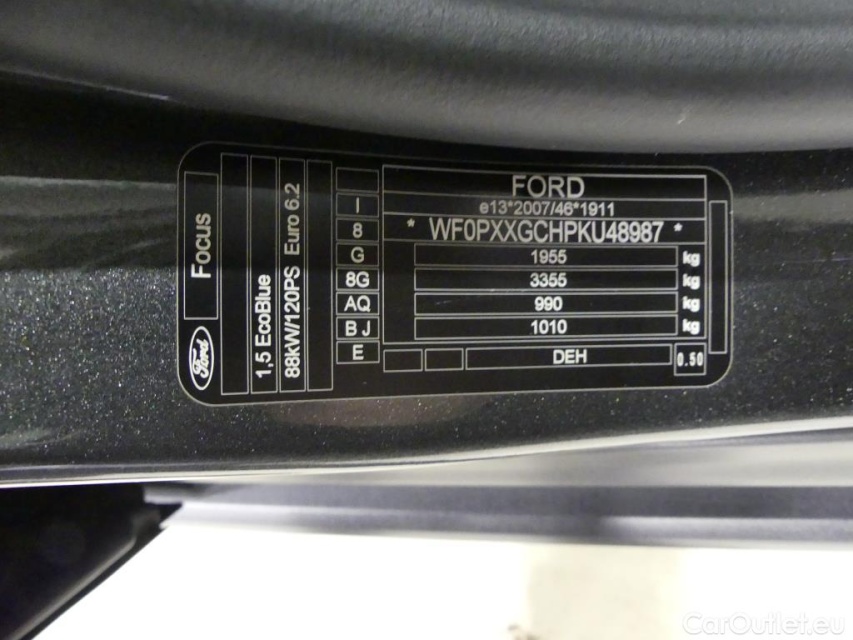 FORD
e13*2007/46*1911
* WF0PXXGCHPKU48987 *
1955 kg
3355 kg
990 kg
1010 kg
DEH 0.50
I
8
G
8G
AQ
BJ
E
Focus
Ford
1,5 EcoBlue
88kW/120PS Euro 6.2
CarOutlet.eu